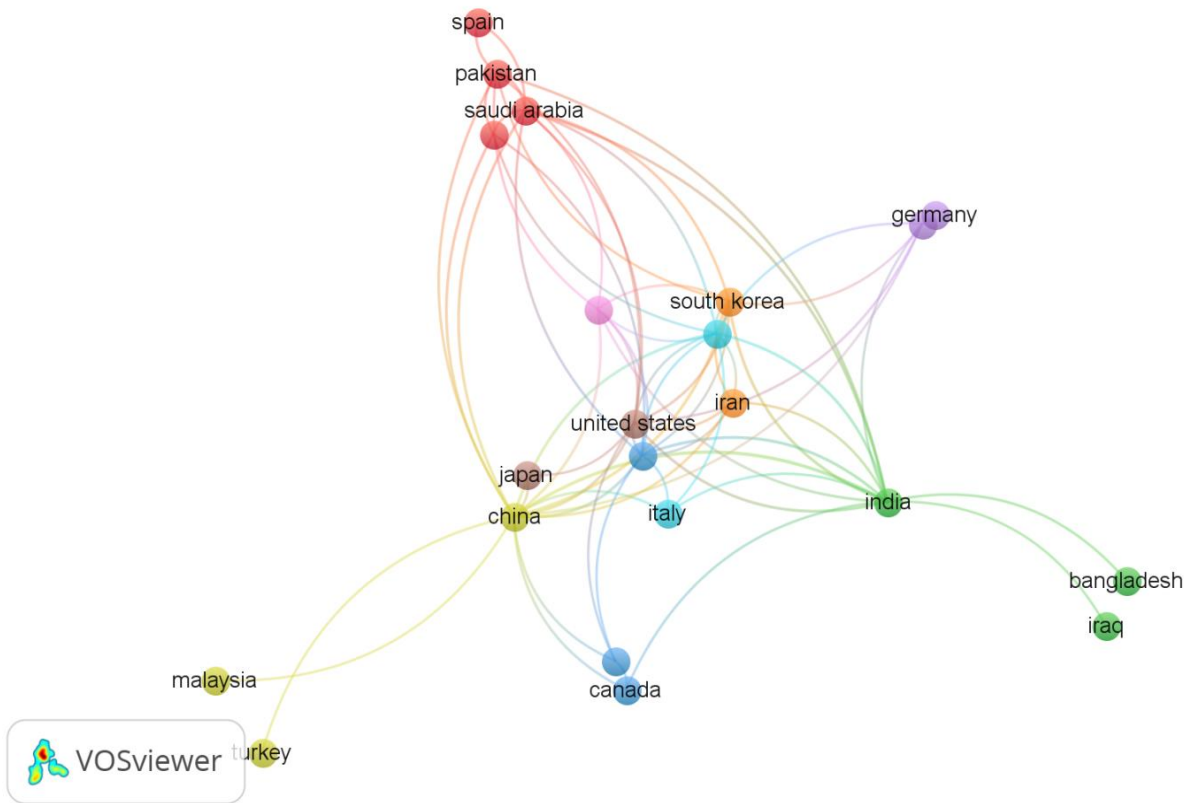 spain
pakistan
saudi arabia
germany
south korea
iran
united states
japan
china
italy
india
bangladesh
iraq
malaysia
canada
turkey
VOSviewer